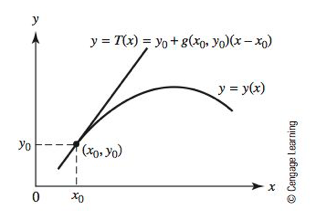 y
y = T(x) = y₀ + g(x₀, y₀)(x − x₀)
y = y(x)
y₀
(x₀, y₀)
x
0
x₀
© Cengage Learning